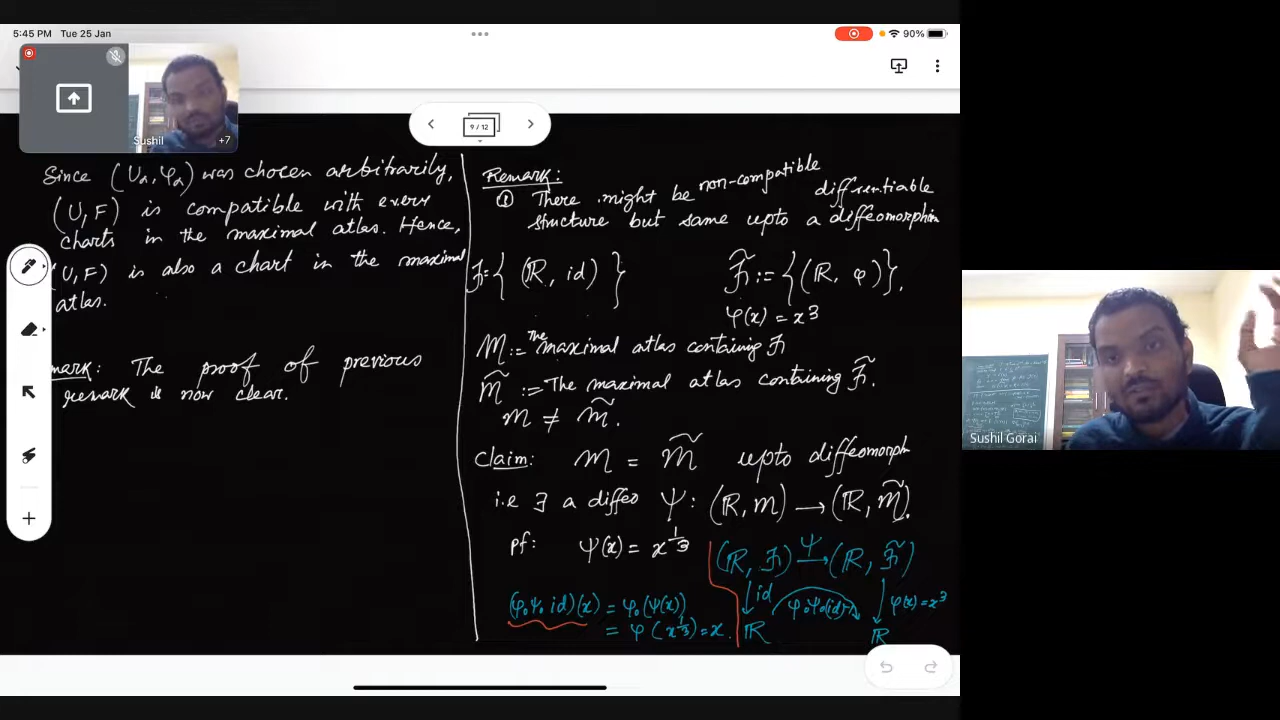 5:45 PM Tue 25 Jan
90%
Sushil
+7
9 / 12
Since (Uα, φα) was chosen arbitrarily,
(U, F) is compatible with every
charts in the maximal atlas. Hence,
(U, F) is also a chart in the maximal
atlas.
mark: The proof of previous
remark is now clear.
Remark:
① There might be non-compatible diffrentiable
structure but same upto a diffeomorphism
F = { (ℝ, id) }
F̃ := { (ℝ, φ) },
φ(x) = x³
M := The maximal atlas containing F
M̃ := The maximal atlas containing F̃.
M ≠ M̃.
Claim: M = M̃ upto diffeomorph
i.e ∃ a diffeo ψ: (ℝ, M) → (ℝ, M̃).
pf: ψ(x) = x^{1/3}
(ℝ, F) —ψ→ (ℝ, F̃)
↓ id φ∘ψ∘(id)⁻¹ ↓ φ(x) = x³
ℝ ℝ
(φ∘ψ∘id)(x) = φ∘(ψ(x))
= φ(x^{1/3}) = x.
Sushil Gorai